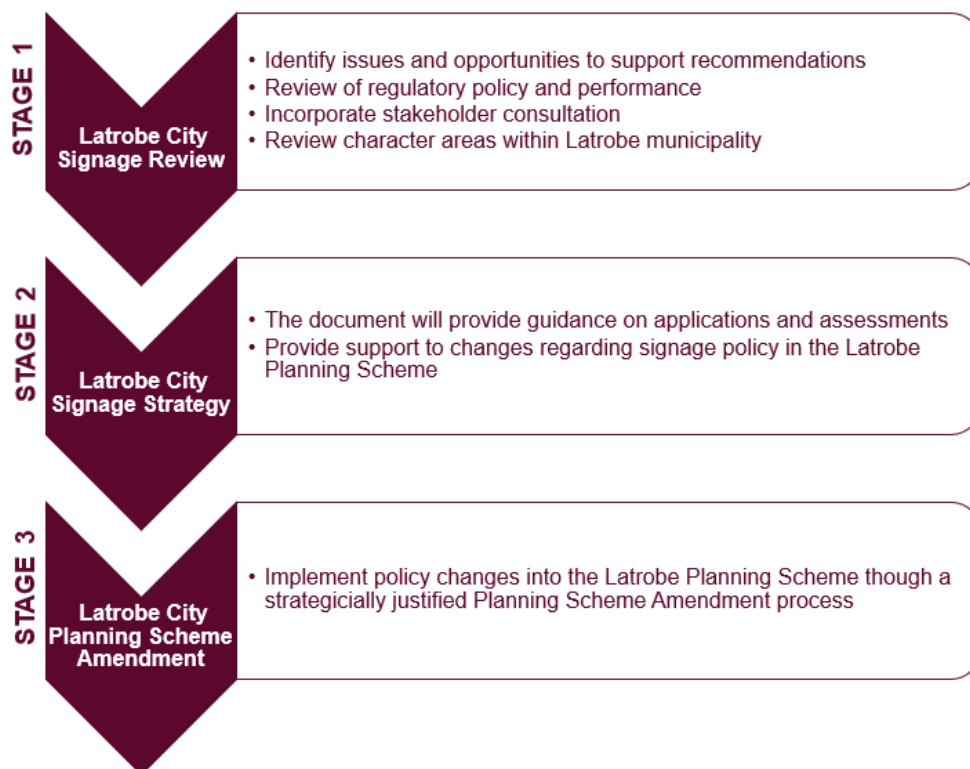 STAGE 1
Latrobe City
Signage Review
• Identify issues and opportunities to support recommendations
• Review of regulatory policy and performance
• Incorporate stakeholder consultation
• Review character areas within Latrobe municipality
STAGE 2
Latrobe City
Signage Strategy
• The document will provide guidance on applications and assessments
• Provide support to changes regarding signage policy in the Latrobe
Planning Scheme
STAGE 3
Latrobe City
Planning Scheme
Amendment
• Implement policy changes into the Latrobe Planning Scheme though a
strategicially justified Planning Scheme Amendment process